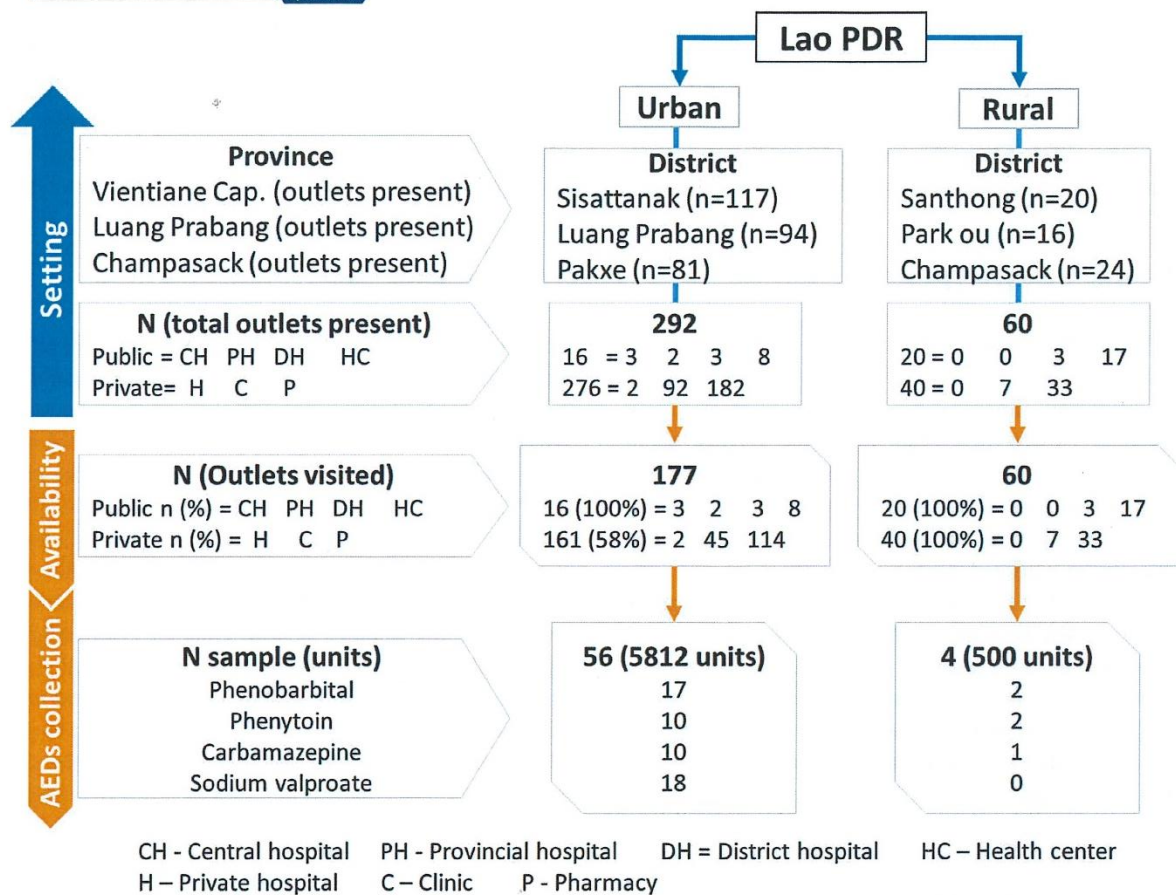 Lao PDR
Urban
Rural
Setting
Province
Vientiane Cap. (outlets present)
Luang Prabang (outlets present)
Champasack (outlets present)
District
Sisattanak (n=117)
Luang Prabang (n=94)
Pakxe (n=81)
District
Santhong (n=20)
Park ou (n=16)
Champasack (n=24)
N (total outlets present)
Public = CH PH DH HC
Private= H C P
292
16 = 3 2 3 8
276 = 2 92 182
60
20 = 0 0 3 17
40 = 0 7 33
Availability
N (Outlets visited)
Public n (%) = CH PH DH HC
Private n (%) = H C P
177
16 (100%) = 3 2 3 8
161 (58%) = 2 45 114
60
20 (100%) = 0 0 3 17
40 (100%) = 0 7 33
AEDs collection
N sample (units)
Phenobarbital
Phenytoin
Carbamazepine
Sodium valproate
56 (5812 units)
17
10
10
18
4 (500 units)
2
2
1
0
CH - Central hospital PH - Provincial hospital DH = District hospital HC – Health center
H – Private hospital C – Clinic P - Pharmacy